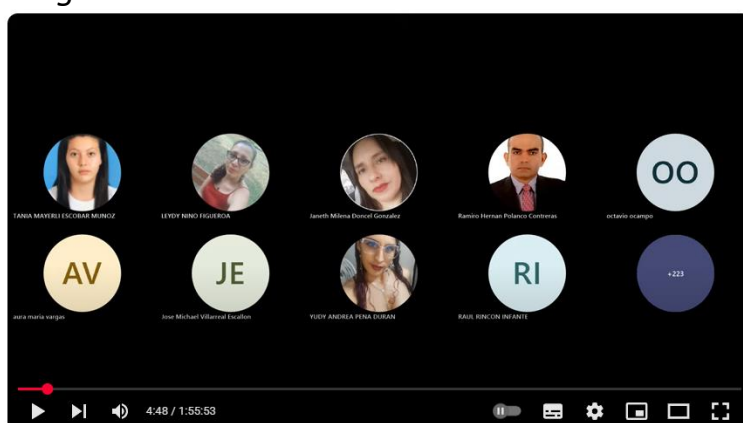 OO
TANIA MAYERLI ESCOBAR MUNOZ LEYDY NINO FIGUEROA Janeth Milena Doncel Gonzalez Ramiro Hernan Polanco Contreras octavio ocampo
AV JE RI +223
aura maria vargas Jose Michael Villarreal Escallon YUDY ANDREA PENA DURAN RAUL RINCON INFANTE
4:48 / 1:55:53